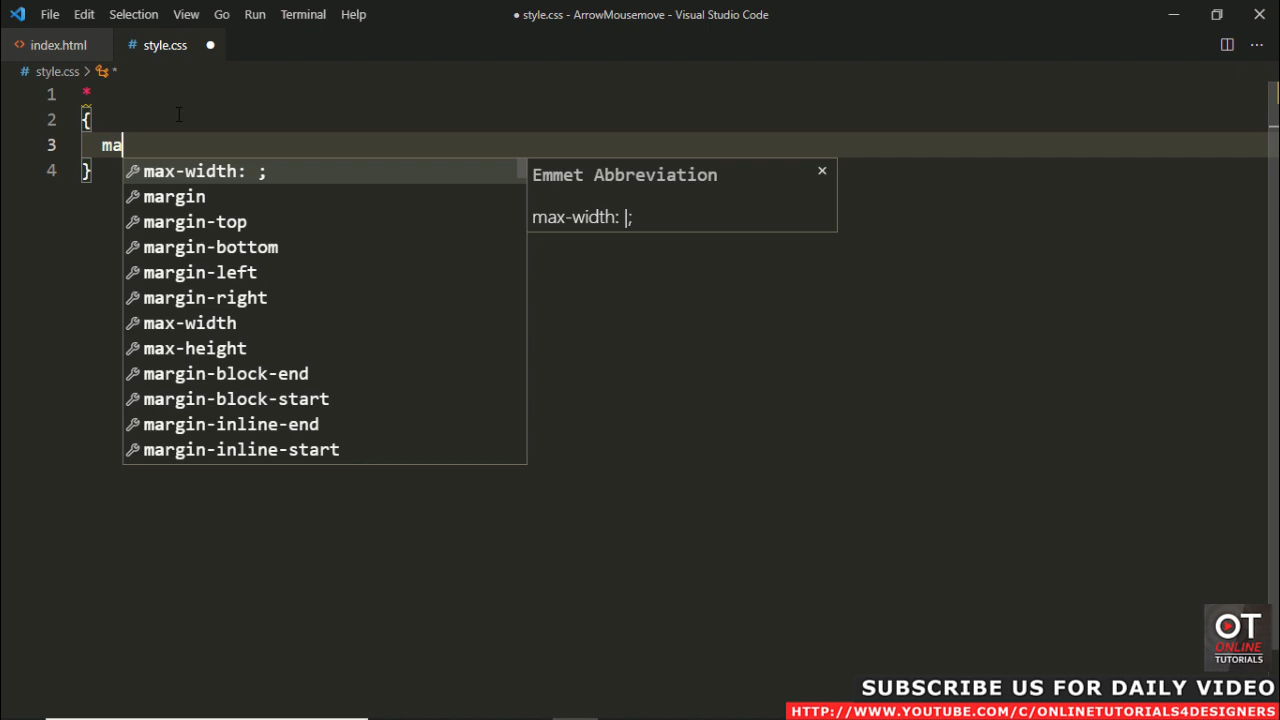 File Edit Selection View Go Run Terminal Help
● style.css - ArrowMousemove - Visual Studio Code
index.html
# style.css ●
# style.css > *
1 *
2 {
3 ma
4 }
max-width: ;
margin
margin-top
margin-bottom
margin-left
margin-right
max-width
max-height
margin-block-end
margin-block-start
margin-inline-end
margin-inline-start
Emmet Abbreviation
max-width: |;
OT
ONLINE
TUTORIALS
SUBSCRIBE US FOR DAILY VIDEO
HTTP://WWW.YOUTUBE.COM/C/ONLINETUTORIALS4DESIGNERS